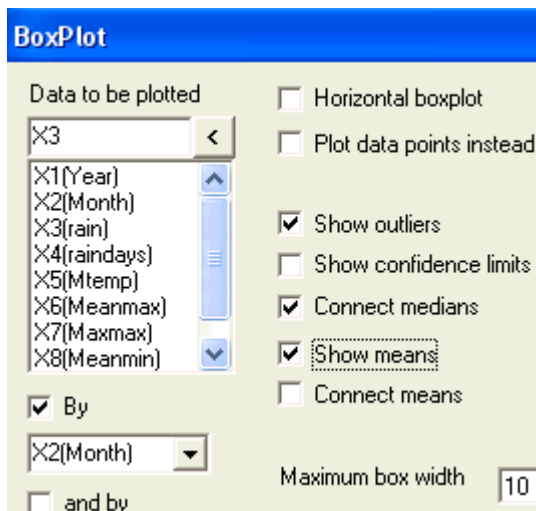 BoxPlot
Data to be plotted
X3
<
X1(Year)
X2(Month)
X3(rain)
X4(raindays)
X5(Mtemp)
X6(Meanmax)
X7(Maxmax)
X8(Meanmin)
By
X2(Month)
and by
Horizontal boxplot
Plot data points instead
Show outliers
Show confidence limits
Connect medians
Show means
Connect means
Maximum box width
10